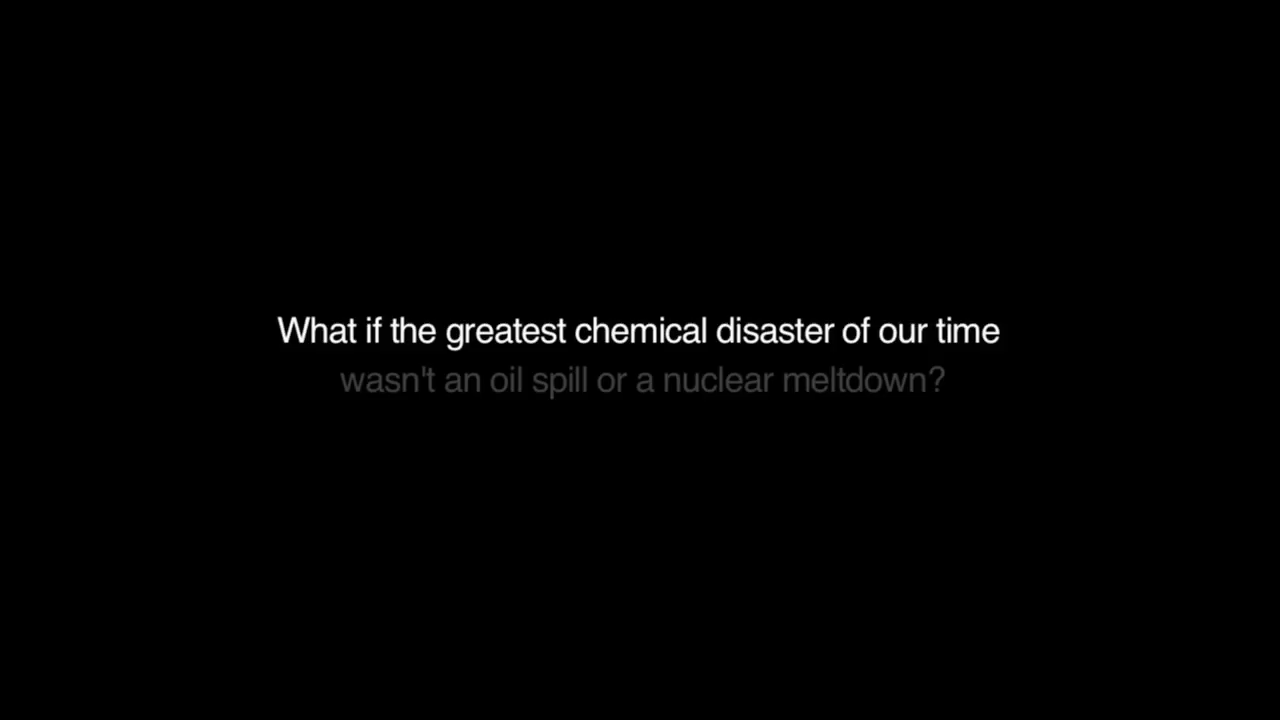 What if the greatest chemical disaster of our time
wasn't an oil spill or a nuclear meltdown?